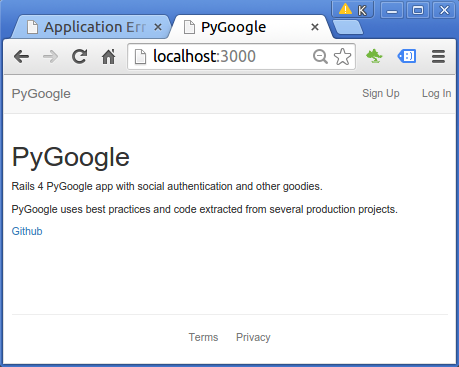 K
Application Err
PyGoogle
localhost:3000
PyGoogle Sign Up Log In
PyGoogle
Rails 4 PyGoogle app with social authentication and other goodies.
PyGoogle uses best practices and code extracted from several production projects.
Github
Terms Privacy